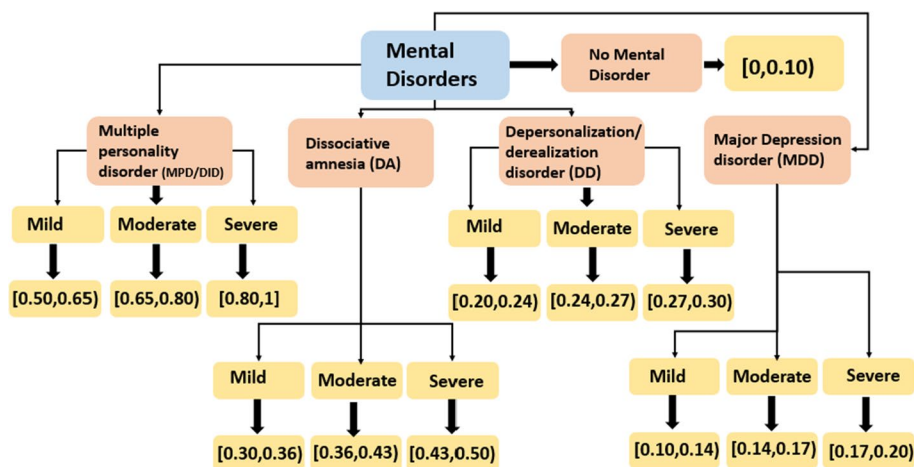 Mental
Disorders
No Mental
Disorder
[0,0.10)
Multiple
personality
disorder (MPD/DID)
Dissociative
amnesia (DA)
Depersonalization/
derealization
disorder (DD)
Major Depression
disorder (MDD)
Mild
Moderate
Severe
[0.50,0.65)
[0.65,0.80)
[0.80,1]
Mild
Moderate
Severe
[0.20,0.24)
[0.24,0.27)
[0.27,0.30)
Mild
Moderate
Severe
[0.30,0.36)
[0.36,0.43)
[0.43,0.50)
Mild
Moderate
Severe
[0.10,0.14)
[0.14,0.17)
[0.17,0.20)